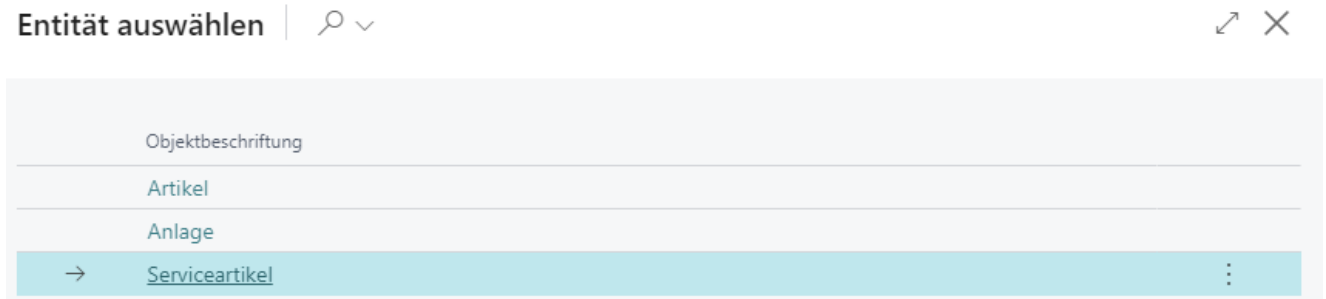 Entität auswählen
Objektbeschriftung
Artikel
Anlage
Serviceartikel